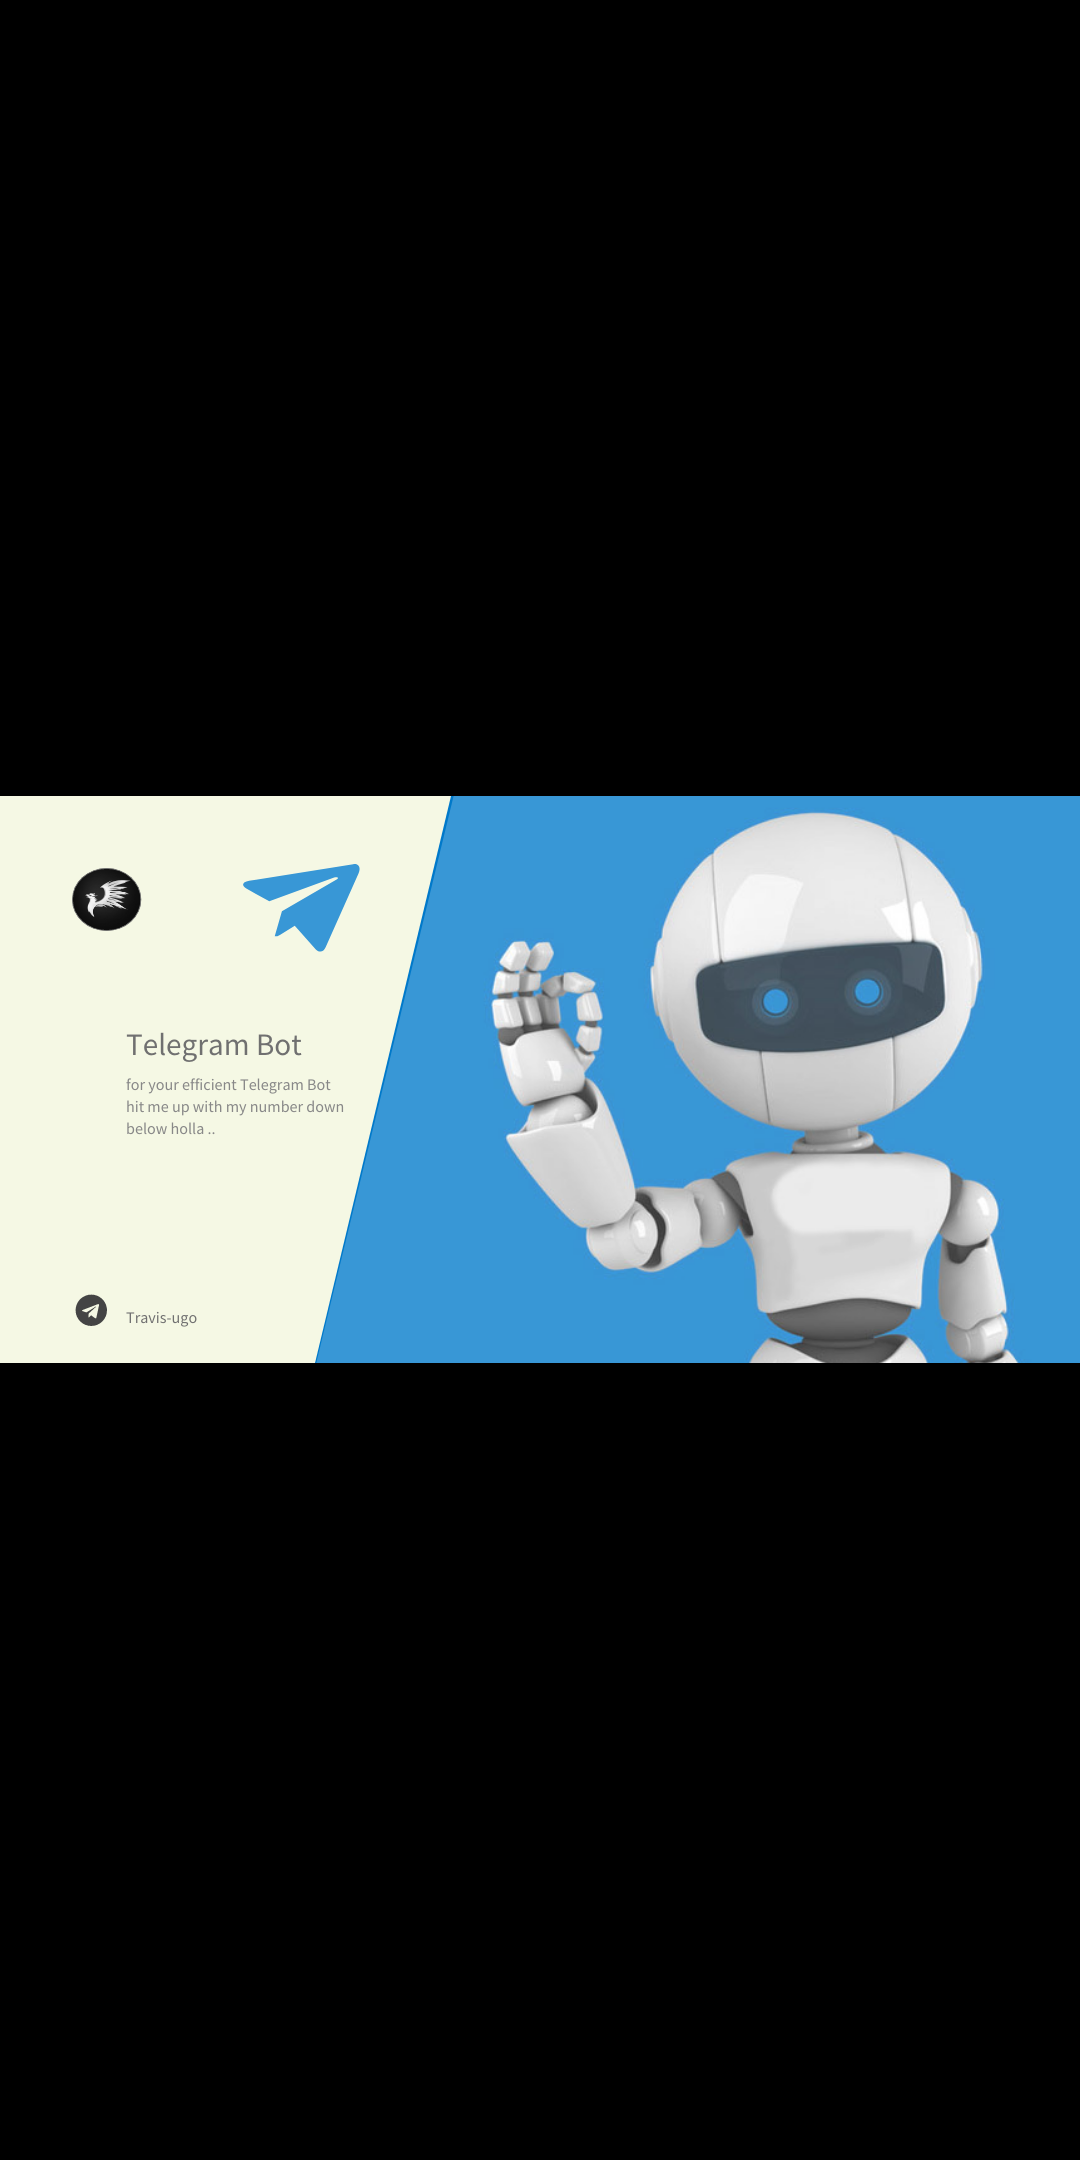 Telegram Bot
for your efficient Telegram Bot
hit me up with my number down
below holla ..
Travis-ugo